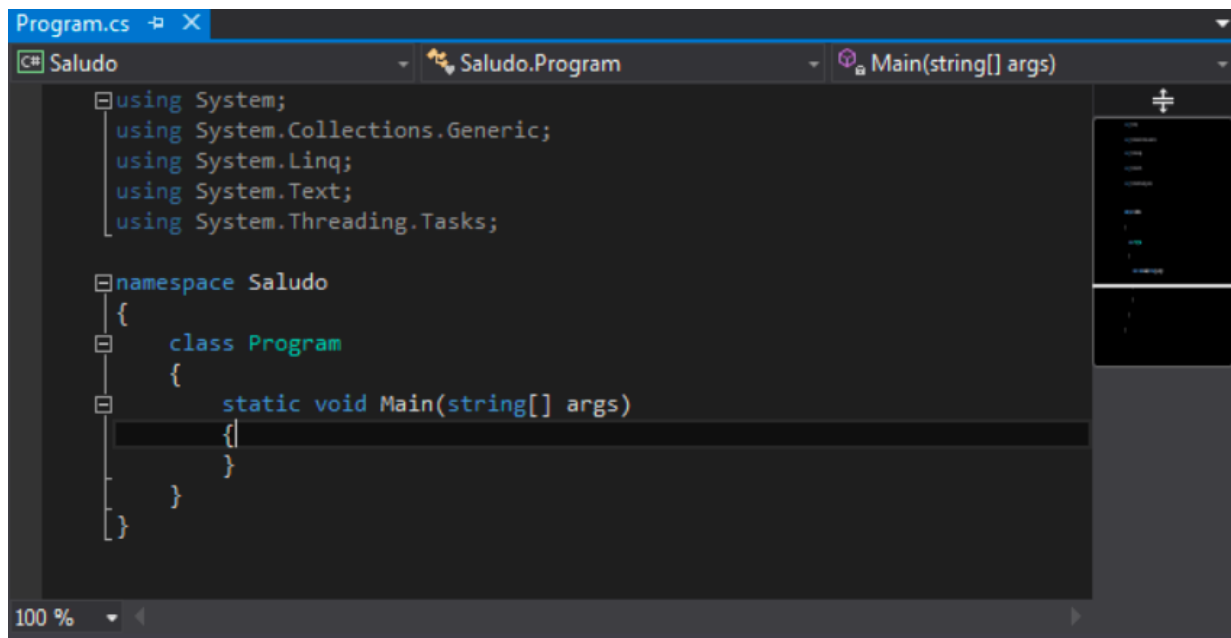 Program.cs
C# Saludo Saludo.Program Main(string[] args)
using System;
using System.Collections.Generic;
using System.Linq;
using System.Text;
using System.Threading.Tasks;
namespace Saludo
{
class Program
{
static void Main(string[] args)
{
}
}
}
100 %